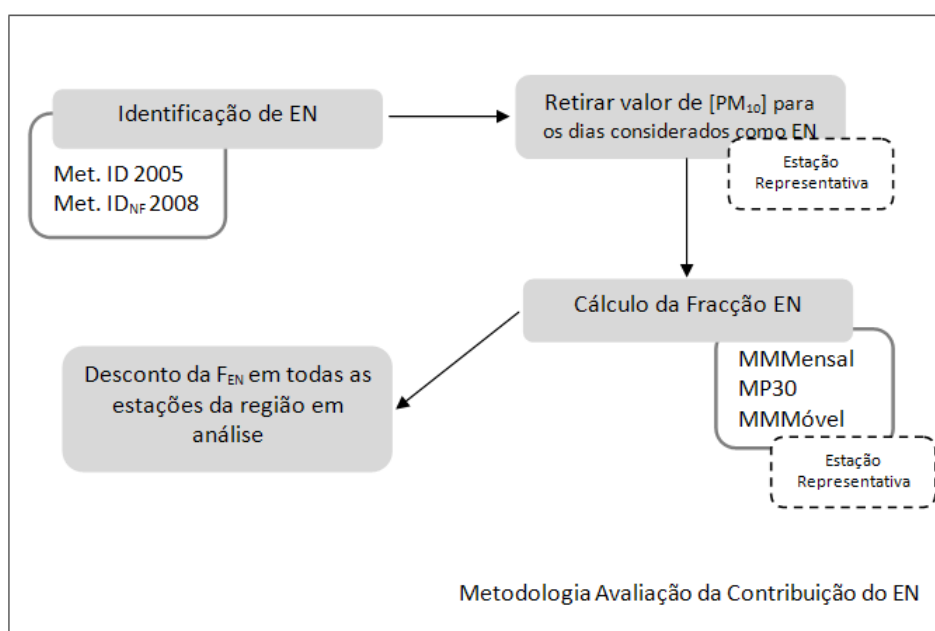 Identificação de EN
Met. ID 2005
Met. ID_NF 2008
Retirar valor de [PM₁₀] para
os dias considerados como EN
Estação
Representativa
Cálculo da Fracção EN
MMMensal
MP30
MMMóvel
Estação
Representativa
Desconto da F_EN em todas as
estações da região em
análise
Metodologia Avaliação da Contribuição do EN